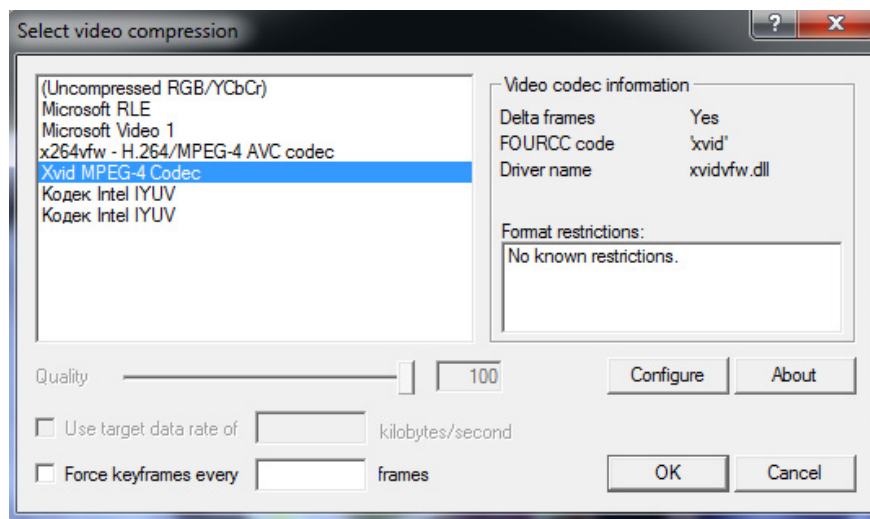 Select video compression
?
X
(Uncompressed RGB/YCbCr)
Microsoft RLE
Microsoft Video 1
x264vfw - H.264/MPEG-4 AVC codec
Xvid MPEG-4 Codec
Кодек Intel IYUV
Кодек Intel IYUV
Video codec information
Delta frames Yes
FOURCC code 'xvid'
Driver name xvidvfw.dll
Format restrictions:
No known restrictions.
Quality 100
Configure About
Use target data rate of kilobytes/second
Force keyframes every frames
OK Cancel